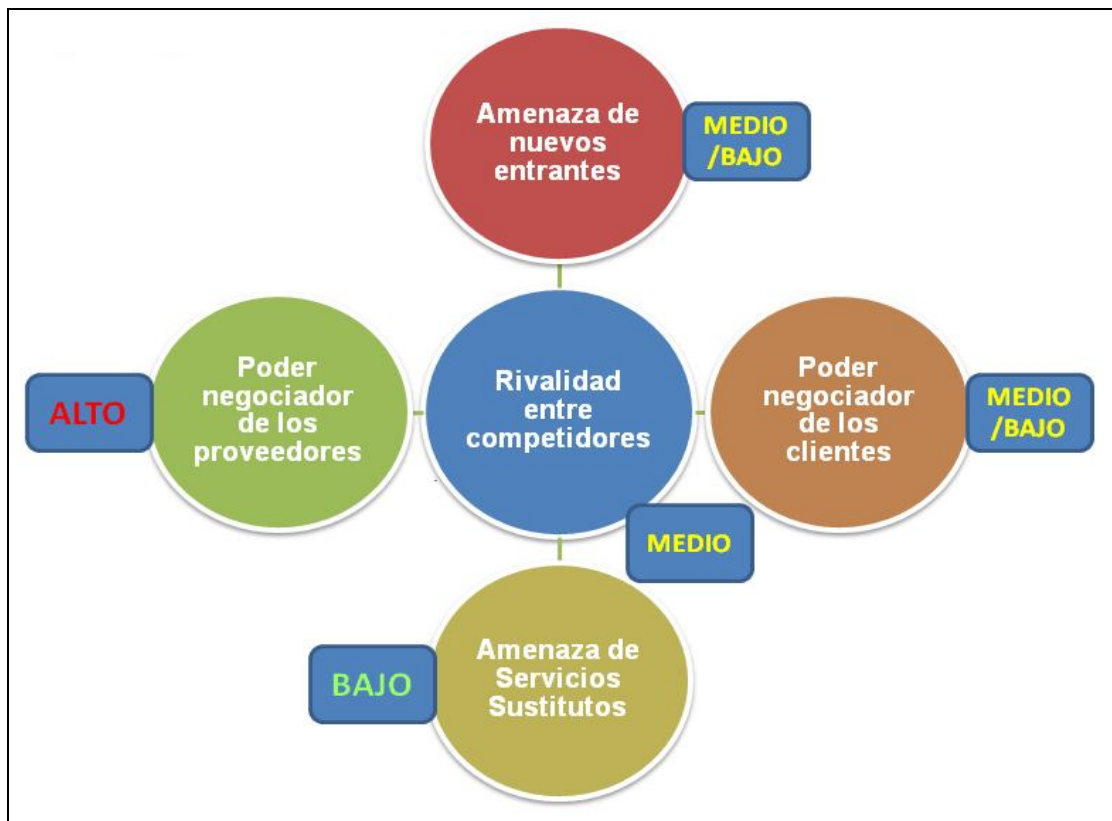 Amenaza de
nuevos
entrantes
MEDIO
/BAJO
Poder
negociador
de los
proveedores
ALTO
Rivalidad
entre
competidores
MEDIO
Poder
negociador
de los
clientes
MEDIO
/BAJO
Amenaza de
Servicios
Sustitutos
BAJO